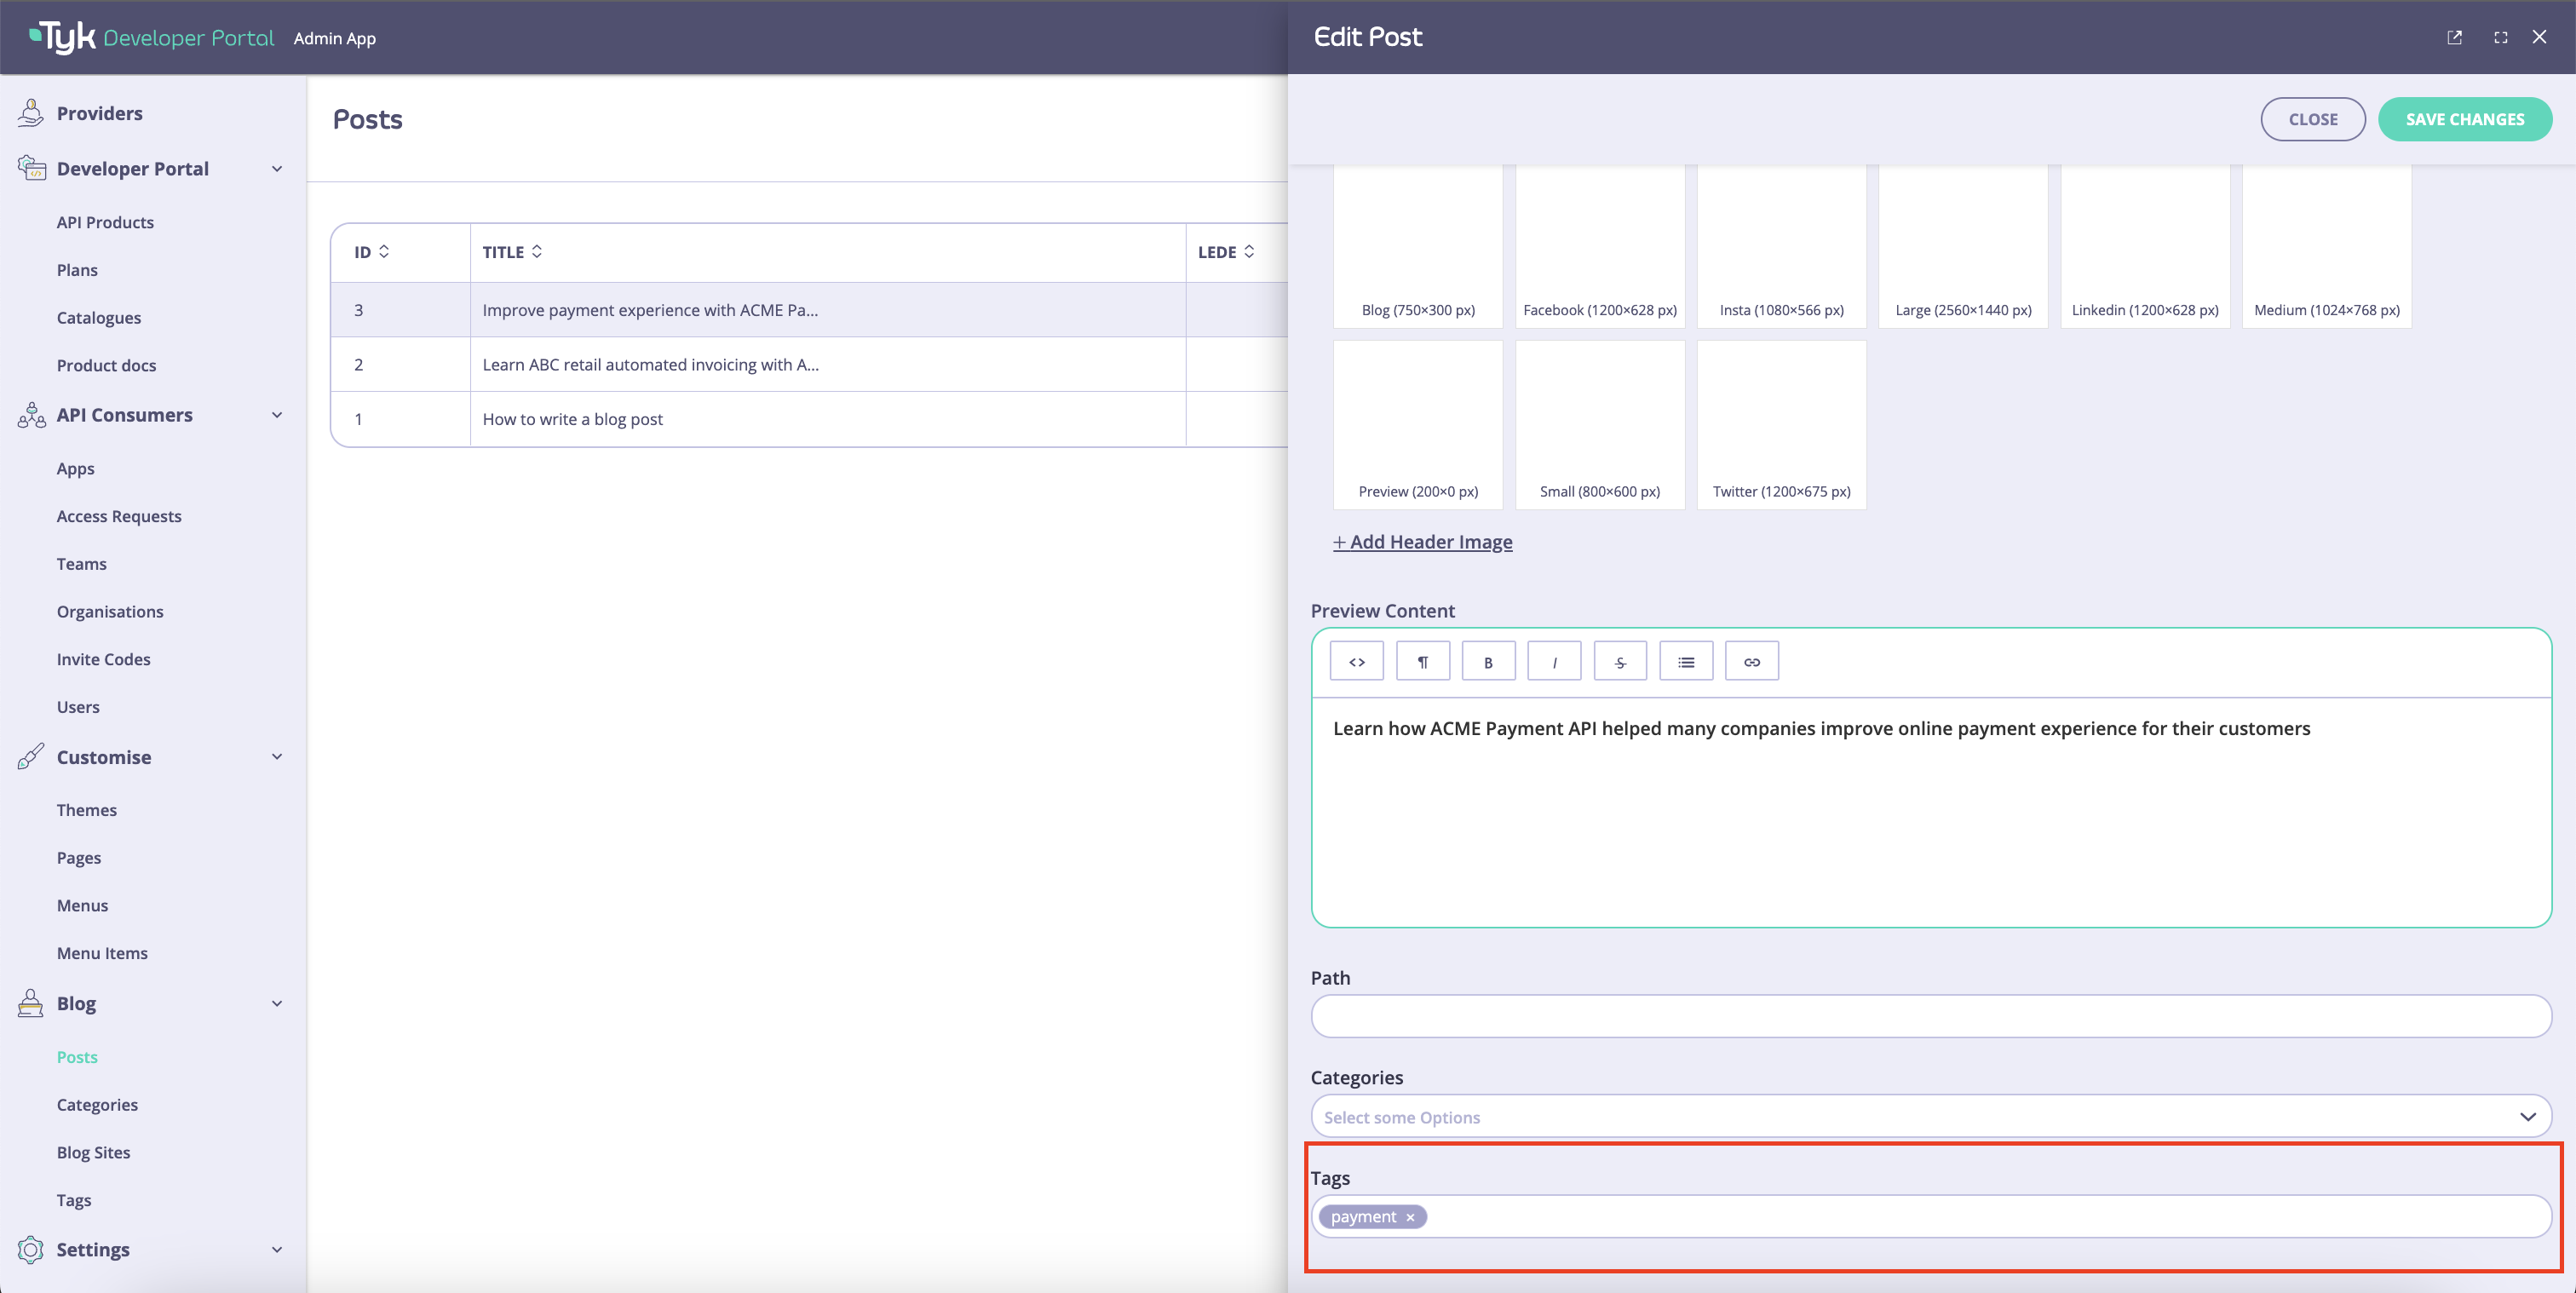 Tyk Developer Portal Admin App
Providers
Developer Portal
API Products
Plans
Catalogues
Product docs
API Consumers
Apps
Access Requests
Teams
Organisations
Invite Codes
Users
Customise
Themes
Pages
Menus
Menu Items
Blog
Posts
Categories
Blog Sites
Tags
Settings
Posts
ID TITLE LEDE
3 Improve payment experience with ACME Pa...
2 Learn ABC retail automated invoicing with A...
1 How to write a blog post
Edit Post
CLOSE SAVE CHANGES
Blog (750×300 px) Facebook (1200×628 px) Insta (1080×566 px) Large (2560×1440 px) Linkedin (1200×628 px) Medium (1024×768 px)
Preview (200×0 px) Small (800×600 px) Twitter (1200×675 px)
+ Add Header Image
Preview Content
<> ¶ B I S
Learn how ACME Payment API helped many companies improve online payment experience for their customers
Path
Categories
Select some Options
Tags
payment ×